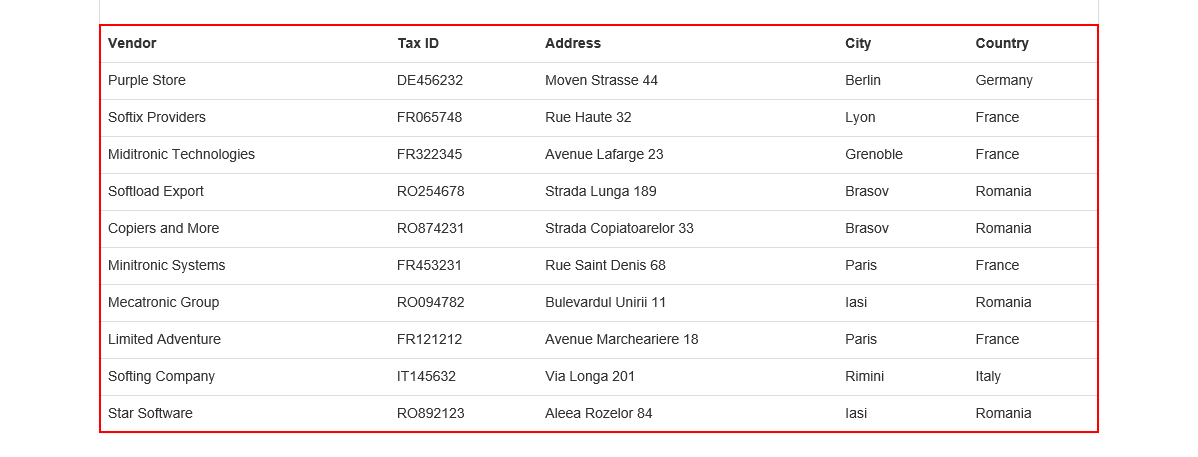 Vendor Tax ID Address City Country
Purple Store DE456232 Moven Strasse 44 Berlin Germany
Softix Providers FR065748 Rue Haute 32 Lyon France
Miditronic Technologies FR322345 Avenue Lafarge 23 Grenoble France
Softload Export RO254678 Strada Lunga 189 Brasov Romania
Copiers and More RO874231 Strada Copiatoarelor 33 Brasov Romania
Minitronic Systems FR453231 Rue Saint Denis 68 Paris France
Mecatronic Group RO094782 Bulevardul Unirii 11 Iasi Romania
Limited Adventure FR121212 Avenue Marcheariere 18 Paris France
Softing Company IT145632 Via Longa 201 Rimini Italy
Star Software RO892123 Aleea Rozelor 84 Iasi Romania